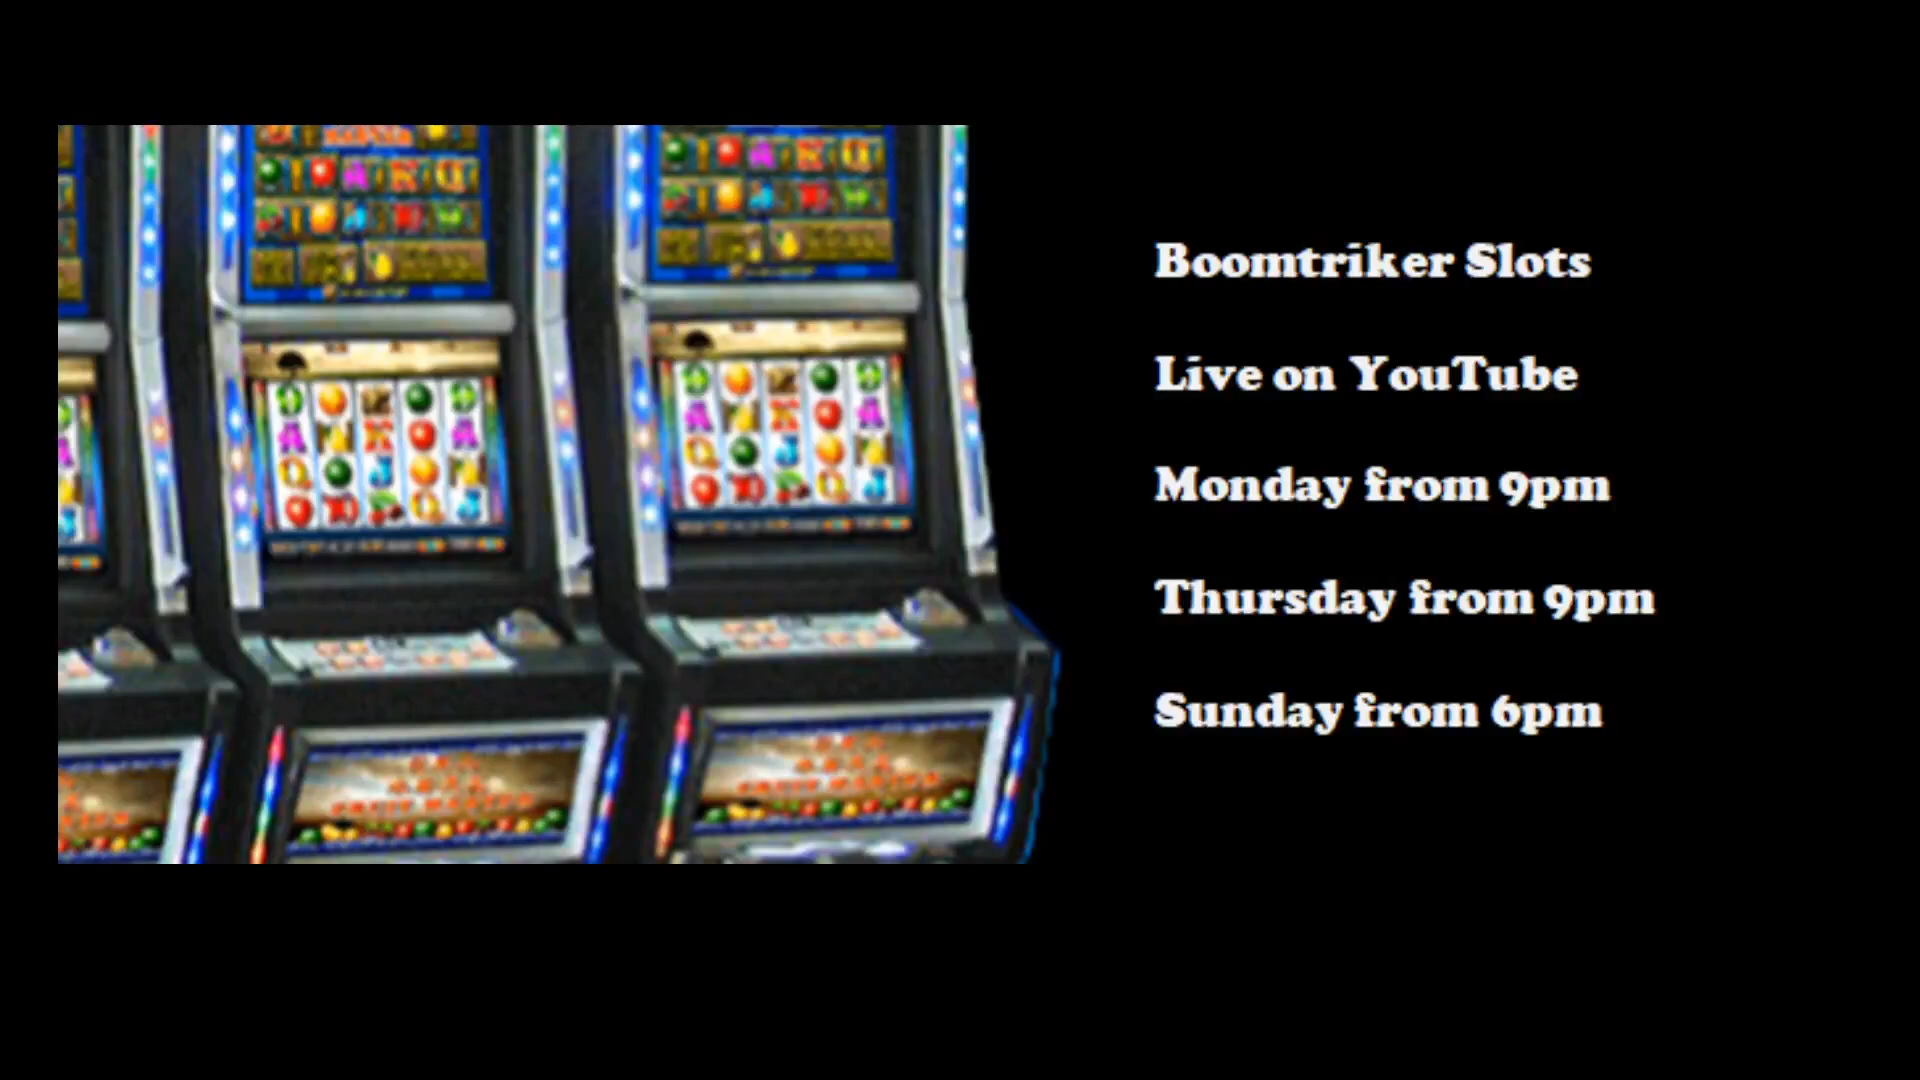 Boomtriker Slots
Live on YouTube
Monday from 9pm
Thursday from 9pm
Sunday from 6pm